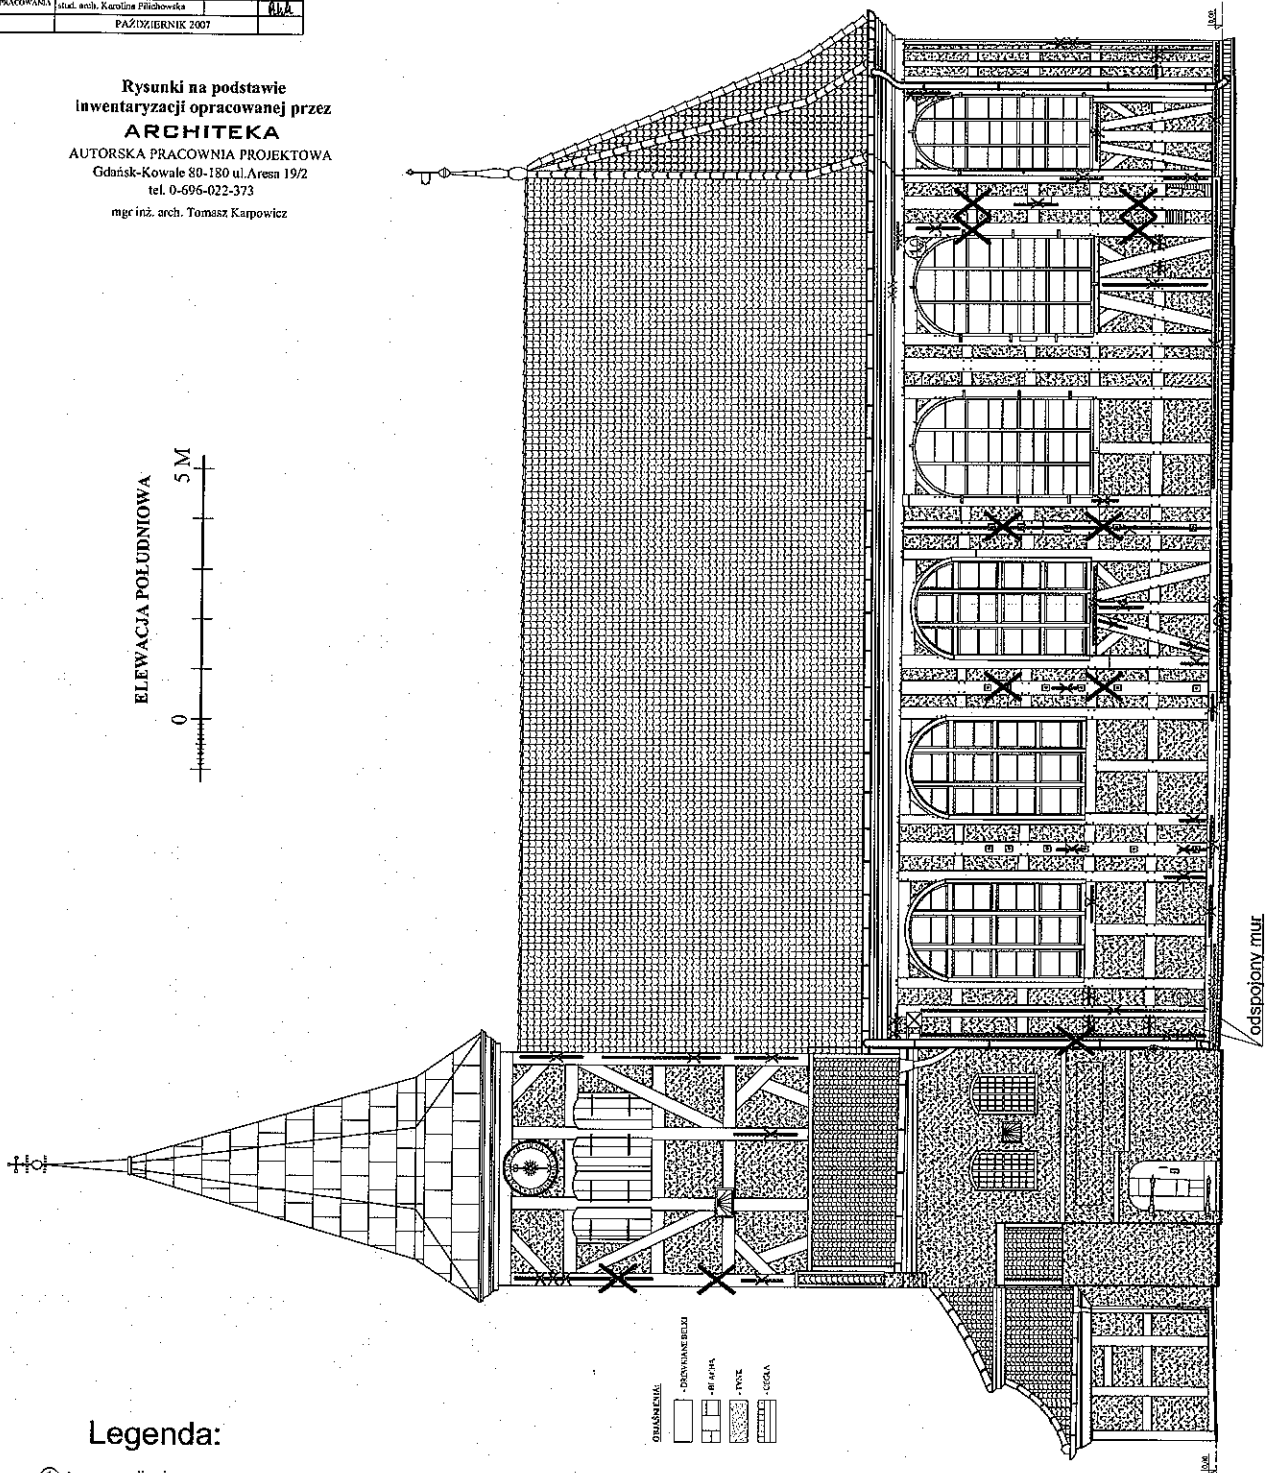 stud. arch. Karolina Pilichowska
PAŹDZIERNIK 2007
Rysunki na podstawie
inwentaryzacji opracowanej przez
ARCHITEKA
AUTORSKA PRACOWNIA PROJEKTOWA
Gdańsk-Kowale 80-180 ul.Aresa 19/2
tel. 0-696-022-373
mgr inż. arch. Tomasz Karpowicz
ELEWACJA POŁUDNIOWA
0 5 M
odspojony mur
OBJAŚNIENIA:
- DREWNIANE BELKI
- BLACHA
- TYNK
- CEGŁA
Legenda: